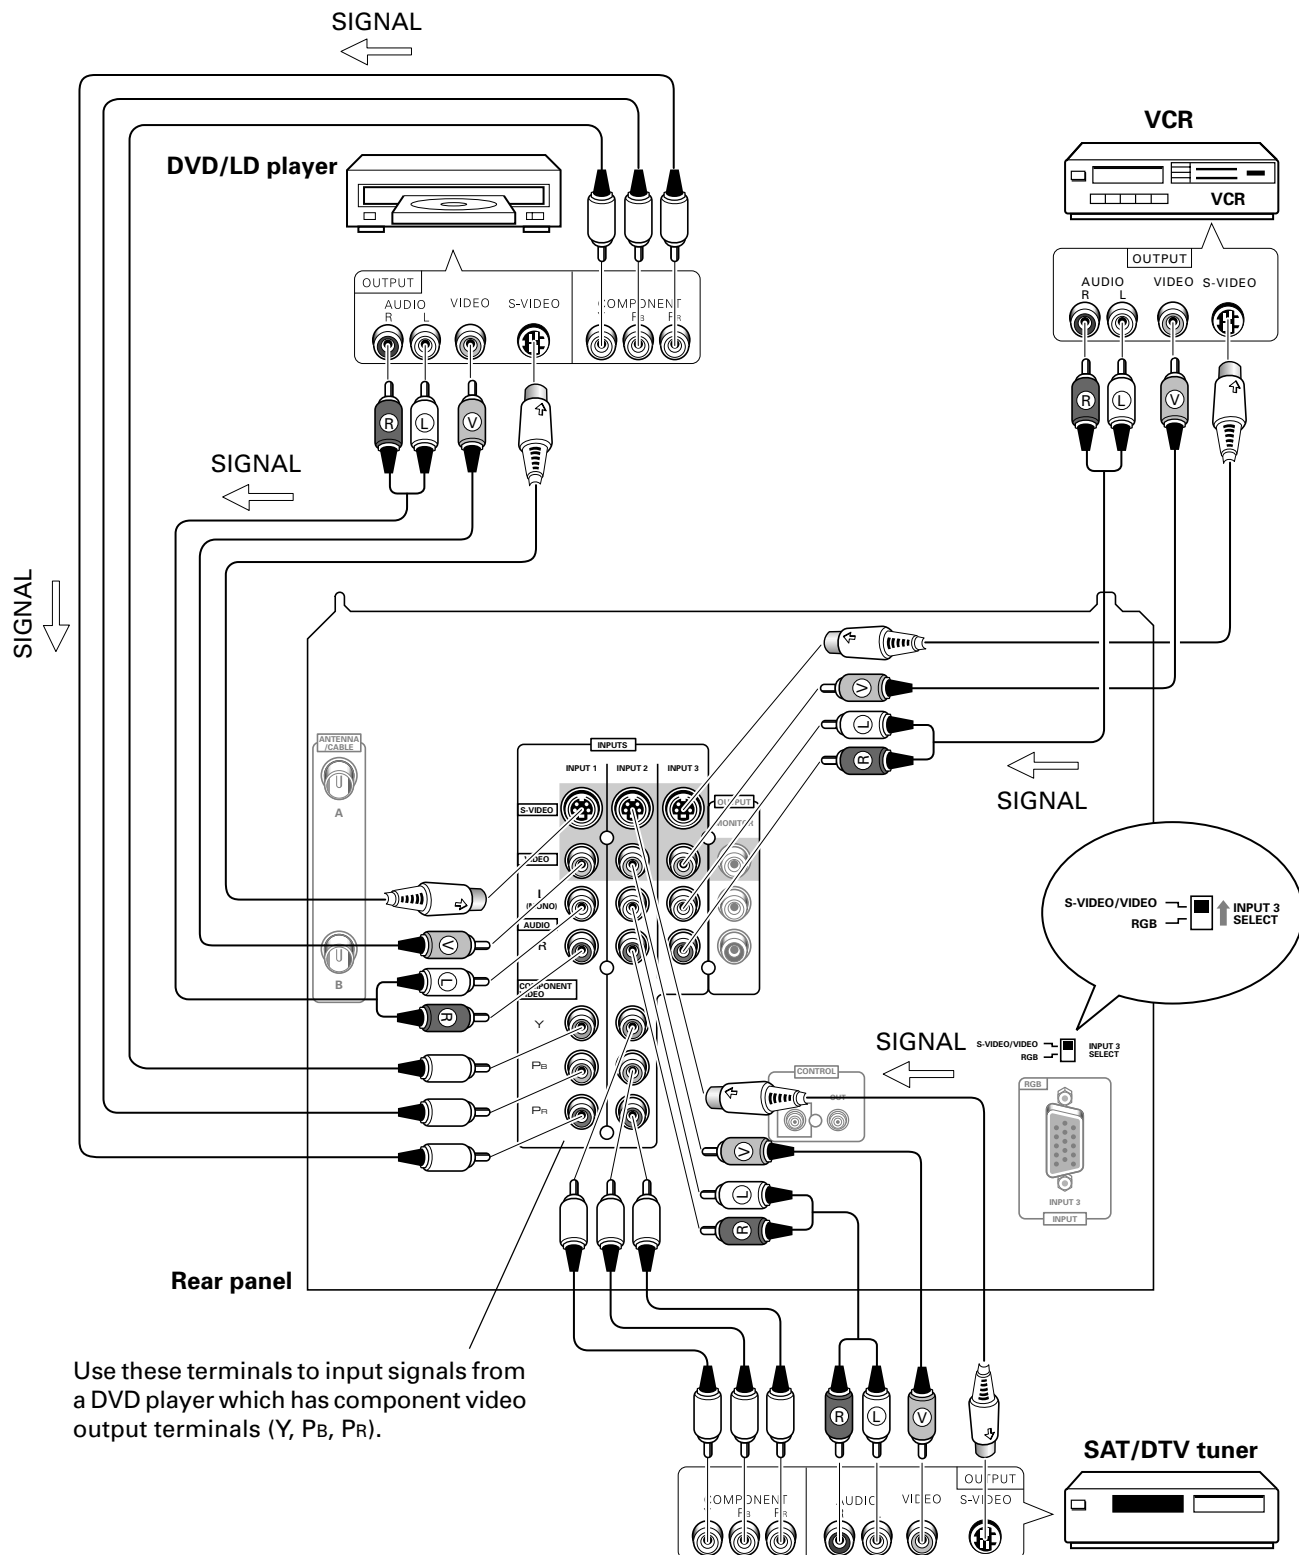 SIGNAL
DVD/LD player
OUTPUT
AUDIO
R L
VIDEO
S-VIDEO
COMPONENT
PB PR
R L V
SIGNAL
SIGNAL
VCR
VCR
OUTPUT
AUDIO
R L
VIDEO S-VIDEO
R L V
V
L
R
SIGNAL
ANTENNA
/CABLE
A
B
INPUTS
INPUT 1 INPUT 2 INPUT 3
S-VIDEO
VIDEO
L
(MONO)
AUDIO
R
COMPONENT
VIDEO
Y
PB
PR
OUTPUT
MONITOR
V
L
R
S-VIDEO/VIDEO
RGB
INPUT 3
SELECT
S-VIDEO/VIDEO
RGB
INPUT 3
SELECT
SIGNAL
CONTROL
OUT
RGB
INPUT 3
INPUT
V
L
R
Rear panel
Use these terminals to input signals from
a DVD player which has component video
output terminals (Y, PB, PR).
R L V
COMPONENT
PB PR
AUDIO
R
VIDEO
OUTPUT
S-VIDEO
SAT/DTV tuner